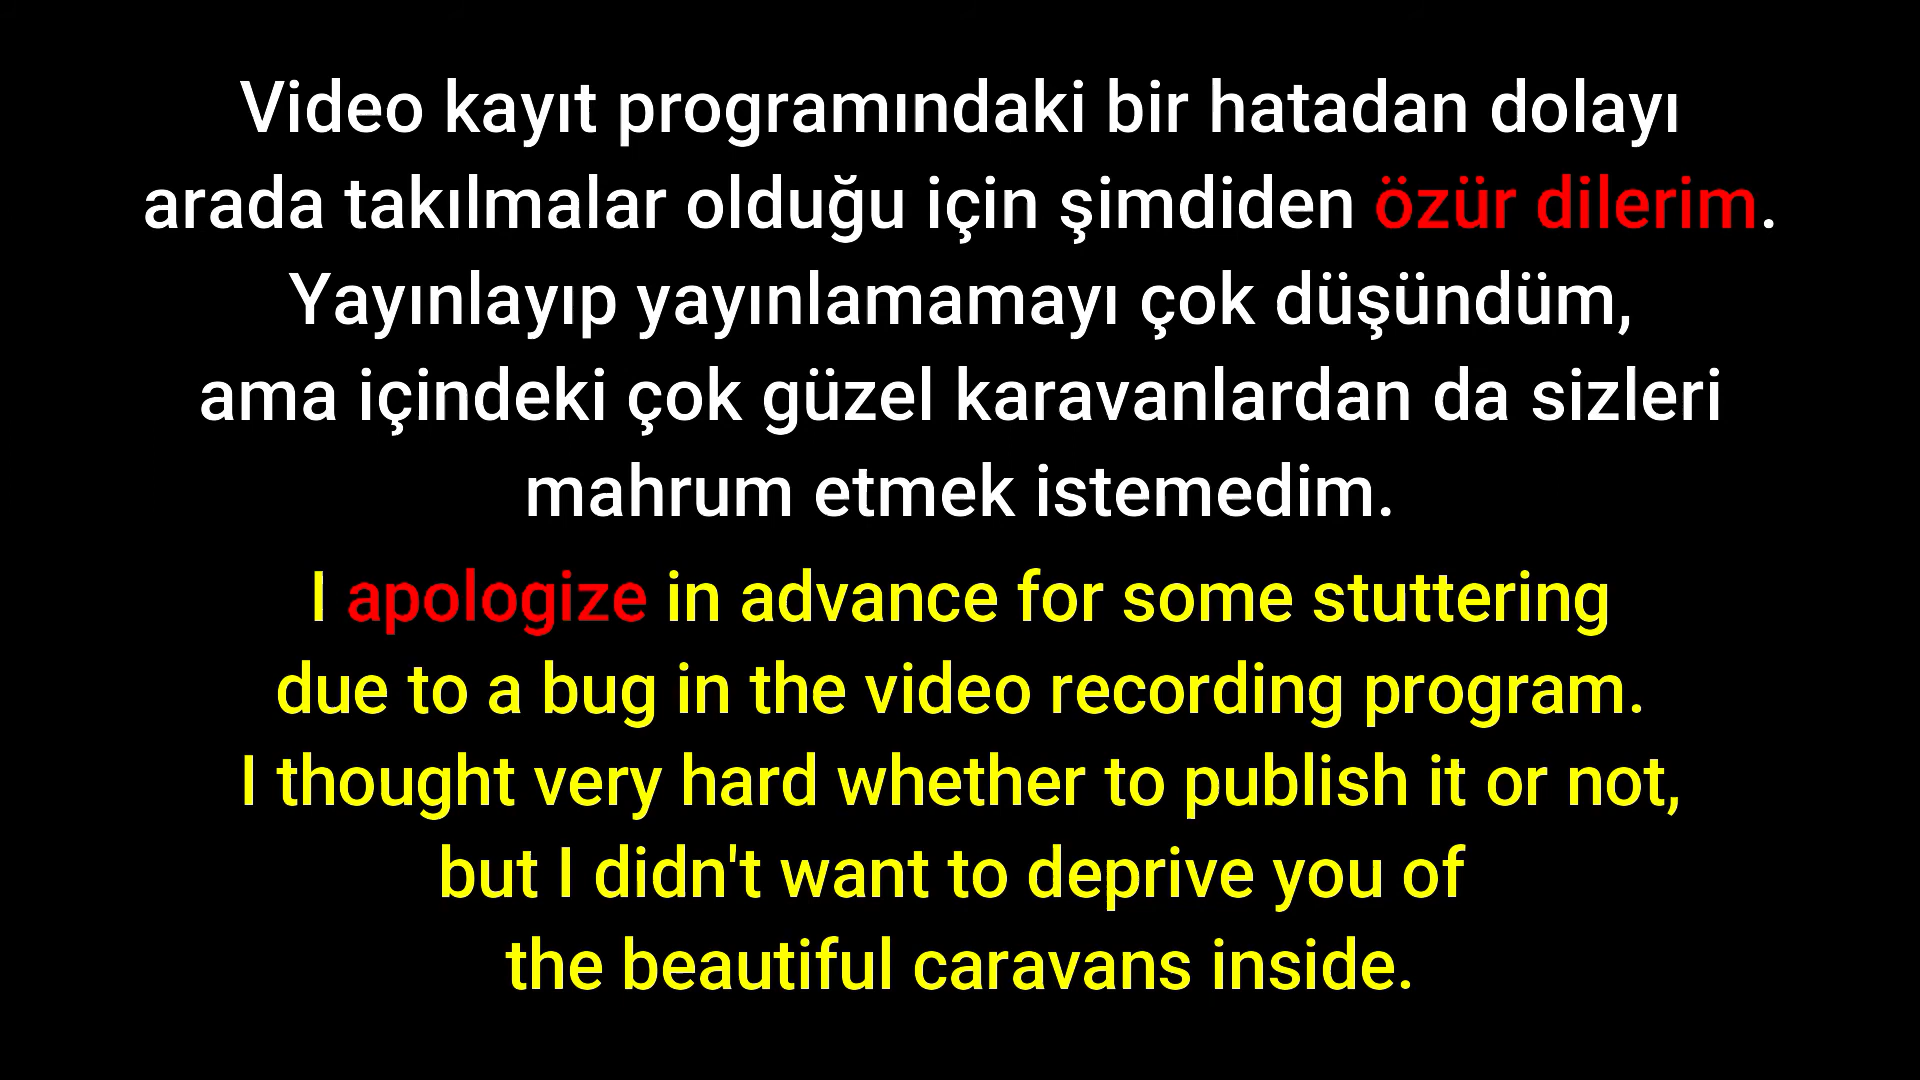 Video kayıt programındaki bir hatadan dolayı
arada takılmalar olduğu için şimdiden özür dilerim.
Yayınlayıp yayınlamamayı çok düşündüm,
ama içindeki çok güzel karavanlardan da sizleri
mahrum etmek istemedim.
I apologize in advance for some stuttering
due to a bug in the video recording program.
I thought very hard whether to publish it or not,
but I didn't want to deprive you of
the beautiful caravans inside.